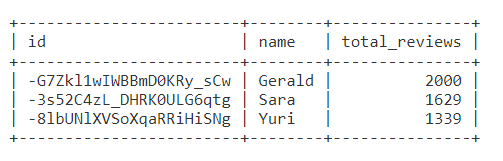 +-------------------------+--------+---------------+
| id                      | name   | total_reviews |
+-------------------------+--------+---------------+
| -G7Zkl1wIWBBmD0KRy_sCw | Gerald |          2000 |
| -3s52C4zL_DHRK0ULG6qtg | Sara   |          1629 |
| -8lbUNlXVSoXqaRRiHiSNg | Yuri   |          1339 |
+-------------------------+--------+---------------+